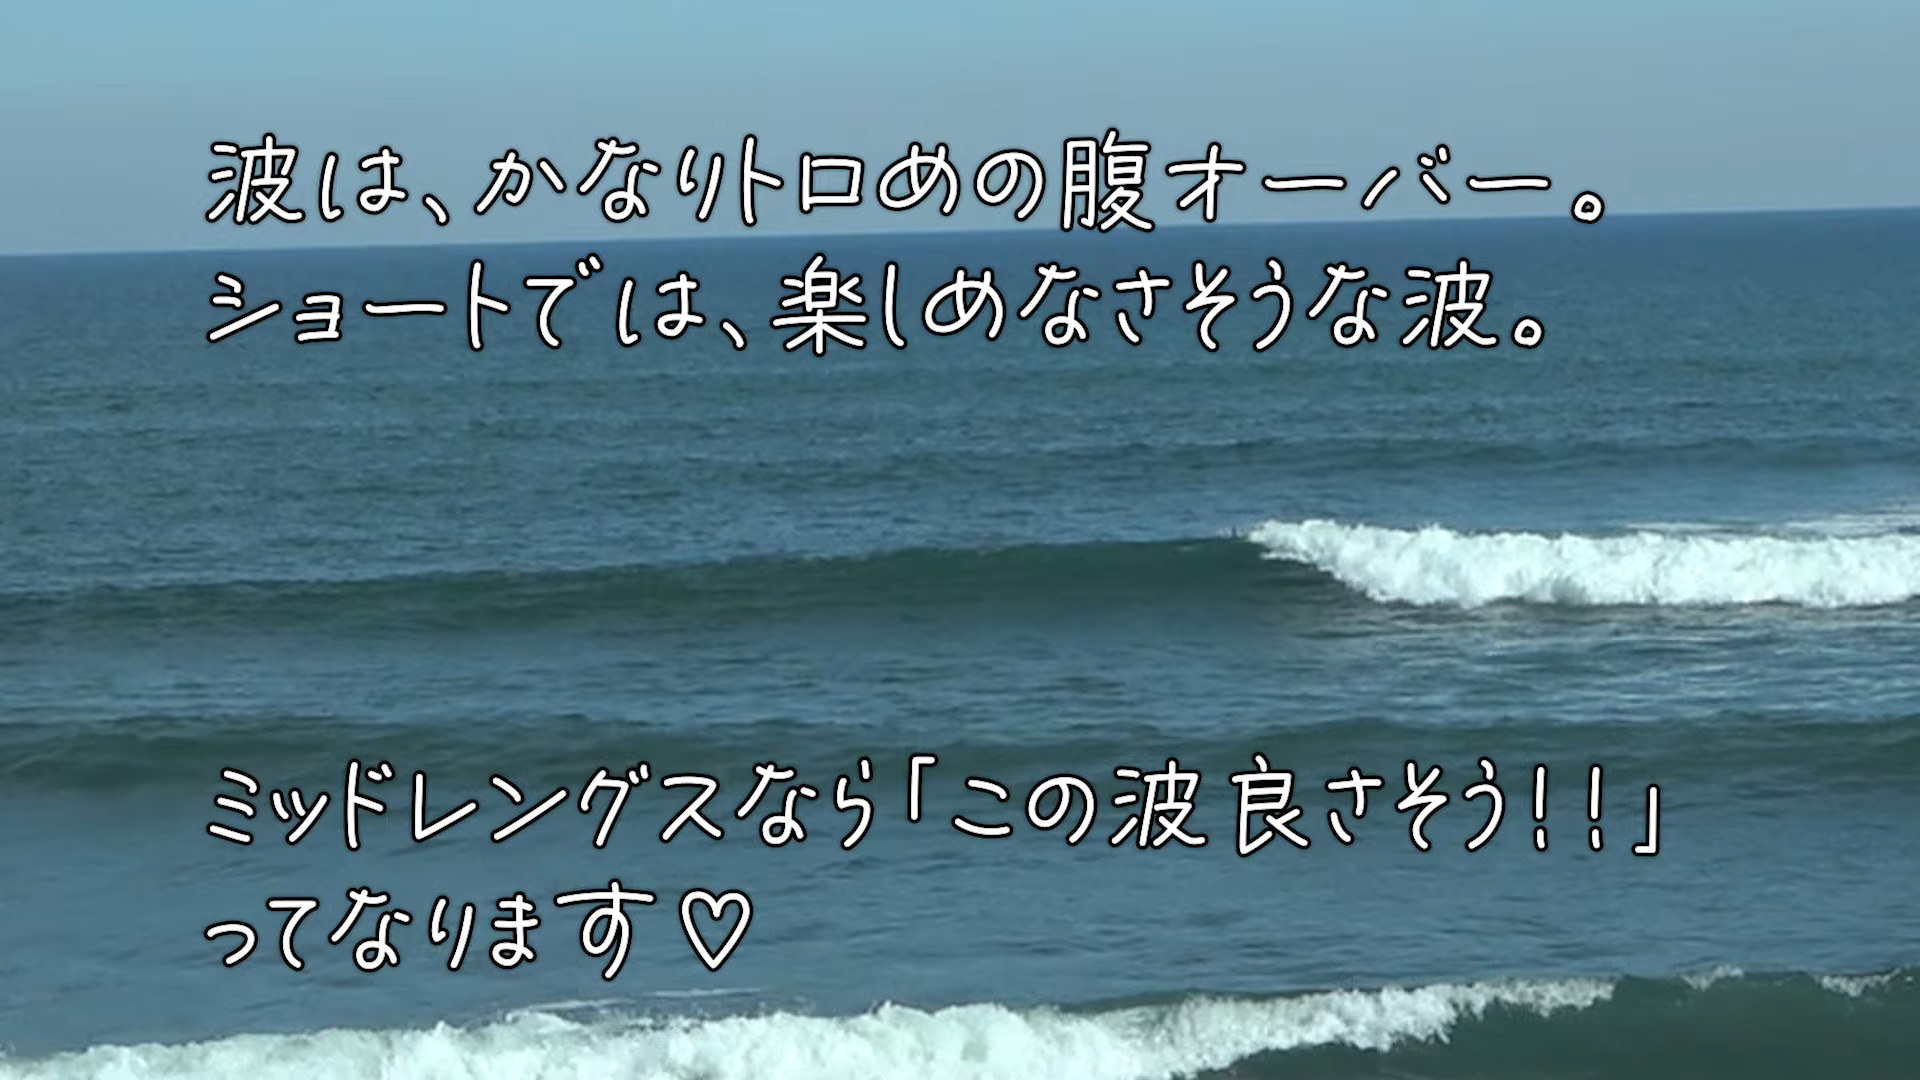 波は、かなりトロめの腹オーバー。
ショートでは、楽しめなさそうな波。
ミッドレングスなら「この波良さそう!!」
ってなります♡